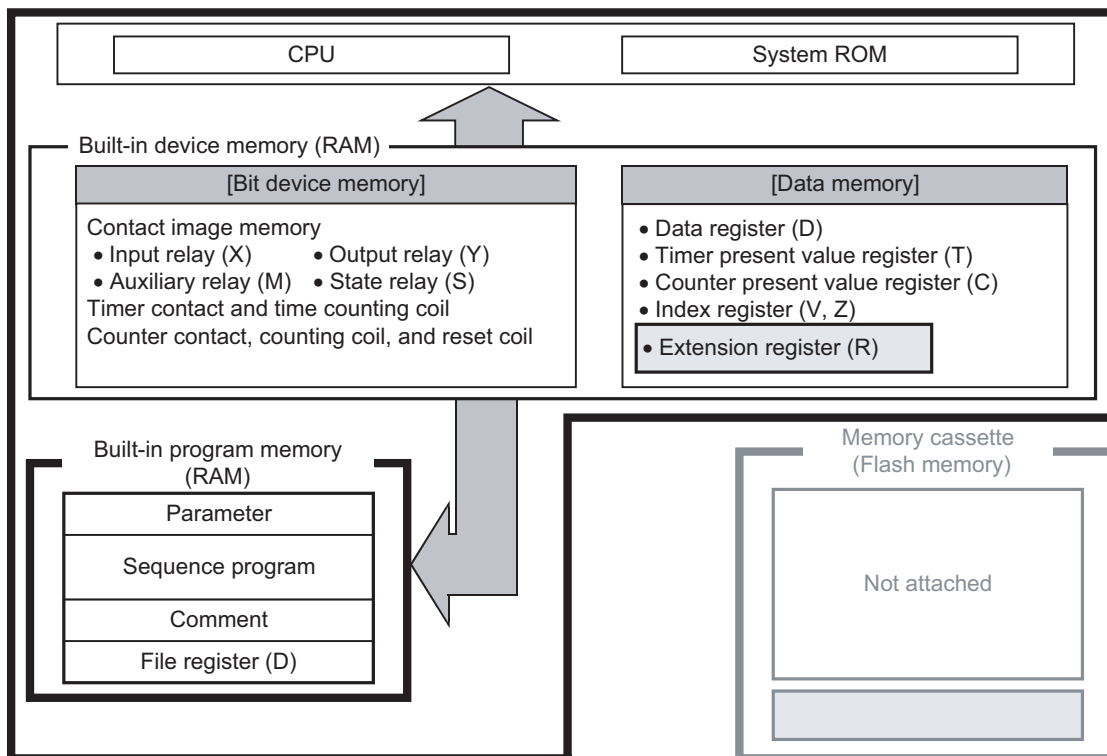 CPU
System ROM
Built-in device memory (RAM)
[Bit device memory]
Contact image memory
• Input relay (X) • Output relay (Y)
• Auxiliary relay (M) • State relay (S)
Timer contact and time counting coil
Counter contact, counting coil, and reset coil
[Data memory]
• Data register (D)
• Timer present value register (T)
• Counter present value register (C)
• Index register (V, Z)
• Extension register (R)
Built-in program memory
(RAM)
Parameter
Sequence program
Comment
File register (D)
Memory cassette
(Flash memory)
Not attached